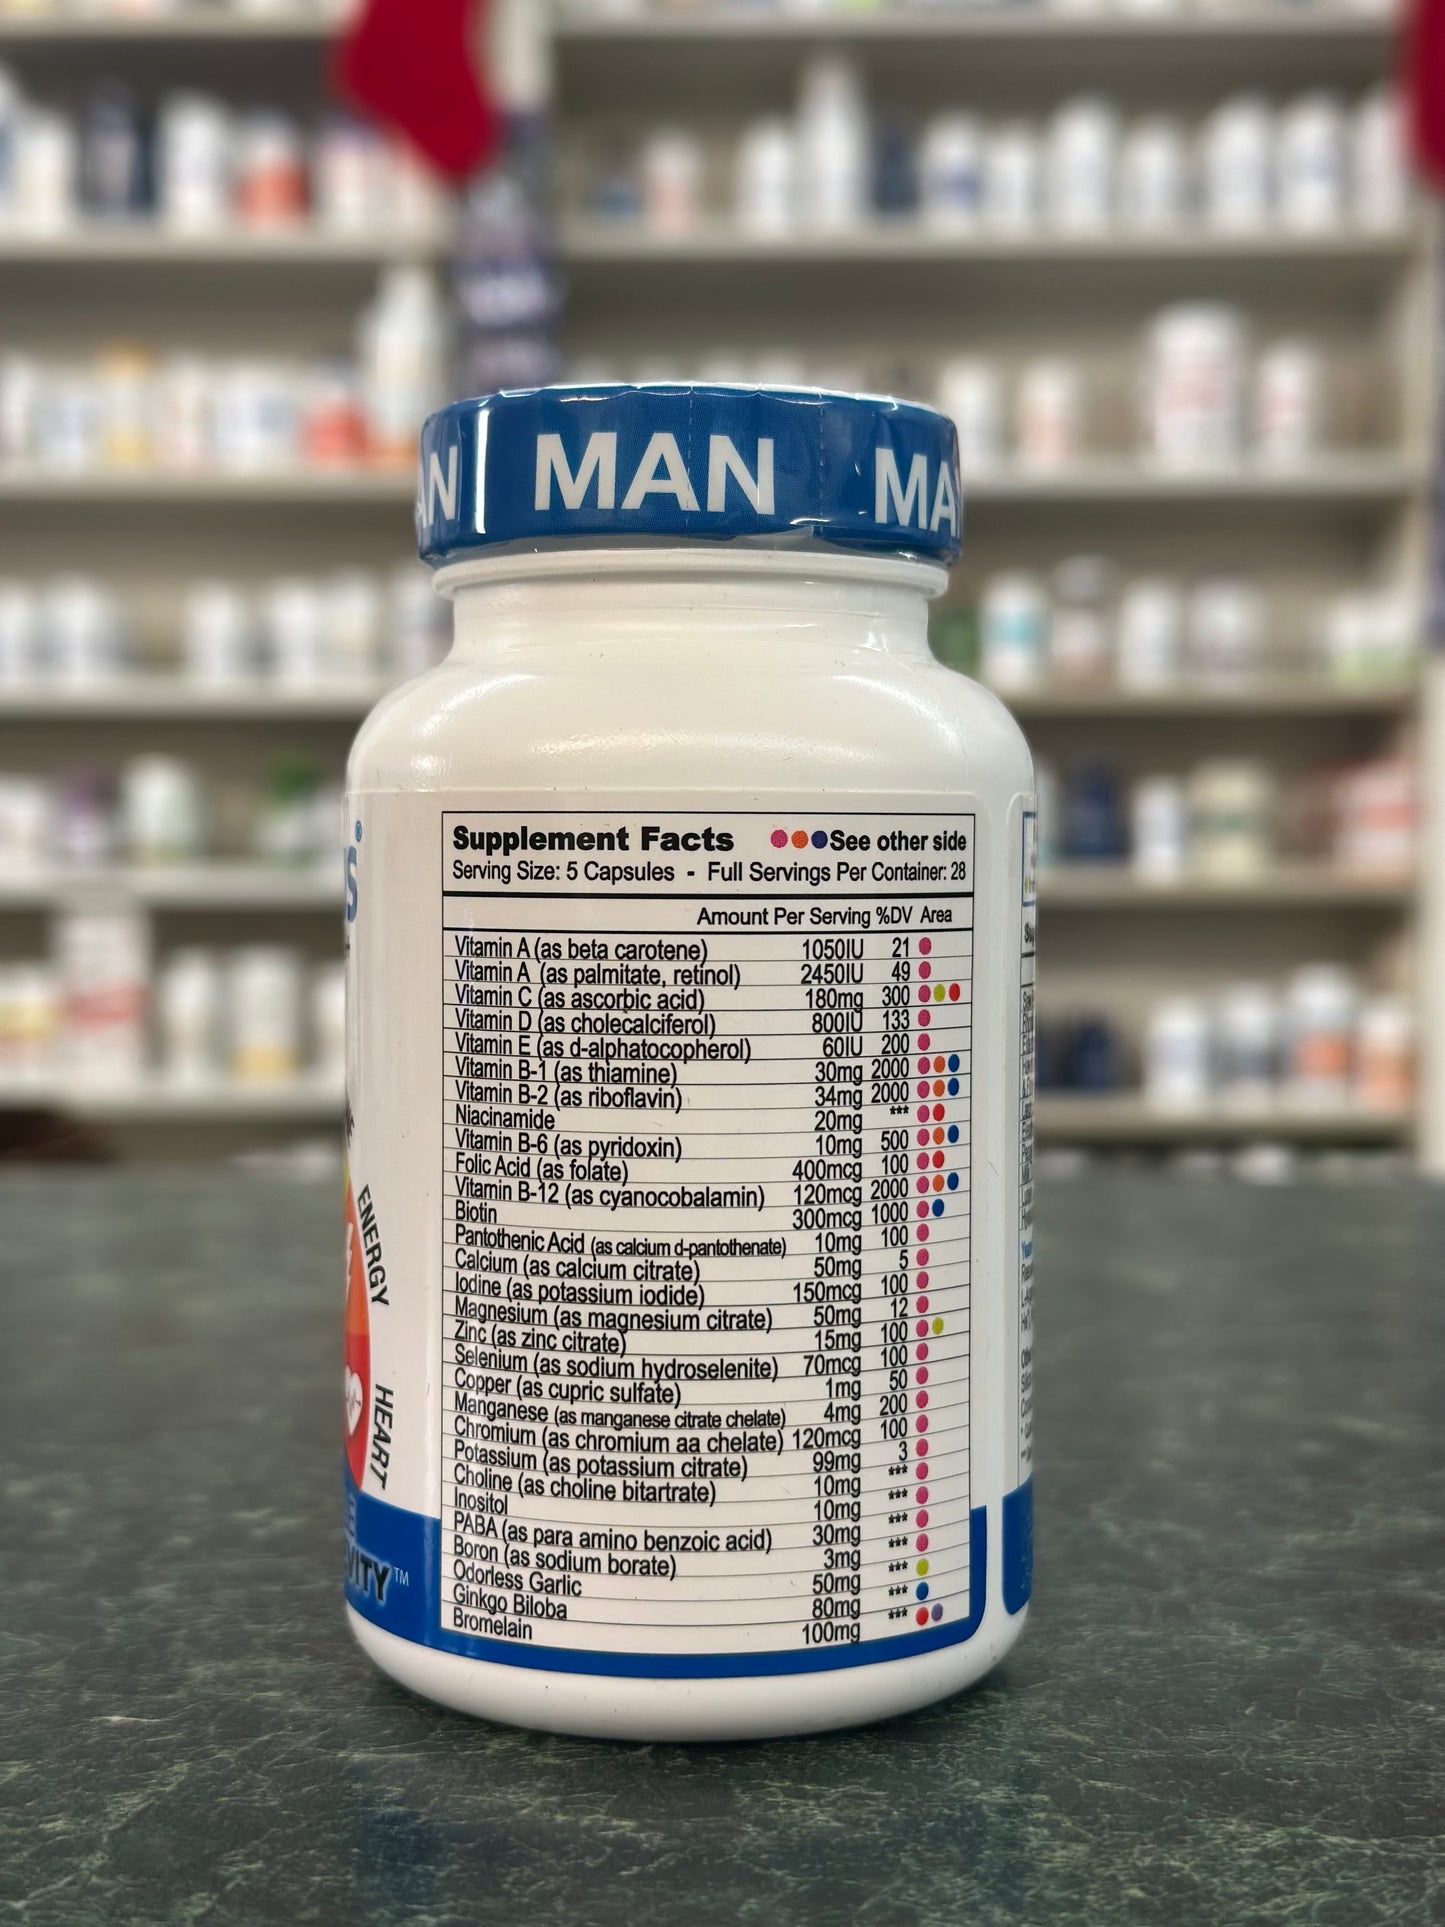 AN MAN MA
S®
ENERGY
HEART
EVITY™
Supplement Facts See other side
Serving Size: 5 Capsules - Full Servings Per Container: 28
Amount Per Serving %DV Area
Vitamin A (as beta carotene) 1050IU 21
Vitamin A (as palmitate, retinol) 2450IU 49
Vitamin C (as ascorbic acid) 180mg 300
Vitamin D (as cholecalciferol) 800IU 133
Vitamin E (as d-alphatocopherol) 60IU 200
Vitamin B-1 (as thiamine) 30mg 2000
Vitamin B-2 (as riboflavin) 34mg 2000
Niacinamide 20mg ***
Vitamin B-6 (as pyridoxin) 10mg 500
Folic Acid (as folate) 400mcg 100
Vitamin B-12 (as cyanocobalamin) 120mcg 2000
Biotin 300mcg 1000
Pantothenic Acid (as calcium d-pantothenate) 10mg 100
Calcium (as calcium citrate) 50mg 5
Iodine (as potassium iodide) 150mcg 100
Magnesium (as magnesium citrate) 50mg 12
Zinc (as zinc citrate) 15mg 100
Selenium (as sodium hydroselenite) 70mcg 100
Copper (as cupric sulfate) 1mg 50
Manganese (as manganese citrate chelate) 4mg 200
Chromium (as chromium aa chelate) 120mcg 100
Potassium (as potassium citrate) 99mg 3
Choline (as choline bitartrate) 10mg ***
Inositol 10mg ***
PABA (as para amino benzoic acid) 30mg ***
Boron (as sodium borate) 3mg ***
Odorless Garlic 50mg ***
Ginkgo Biloba 80mg ***
Bromelain 100mg ***